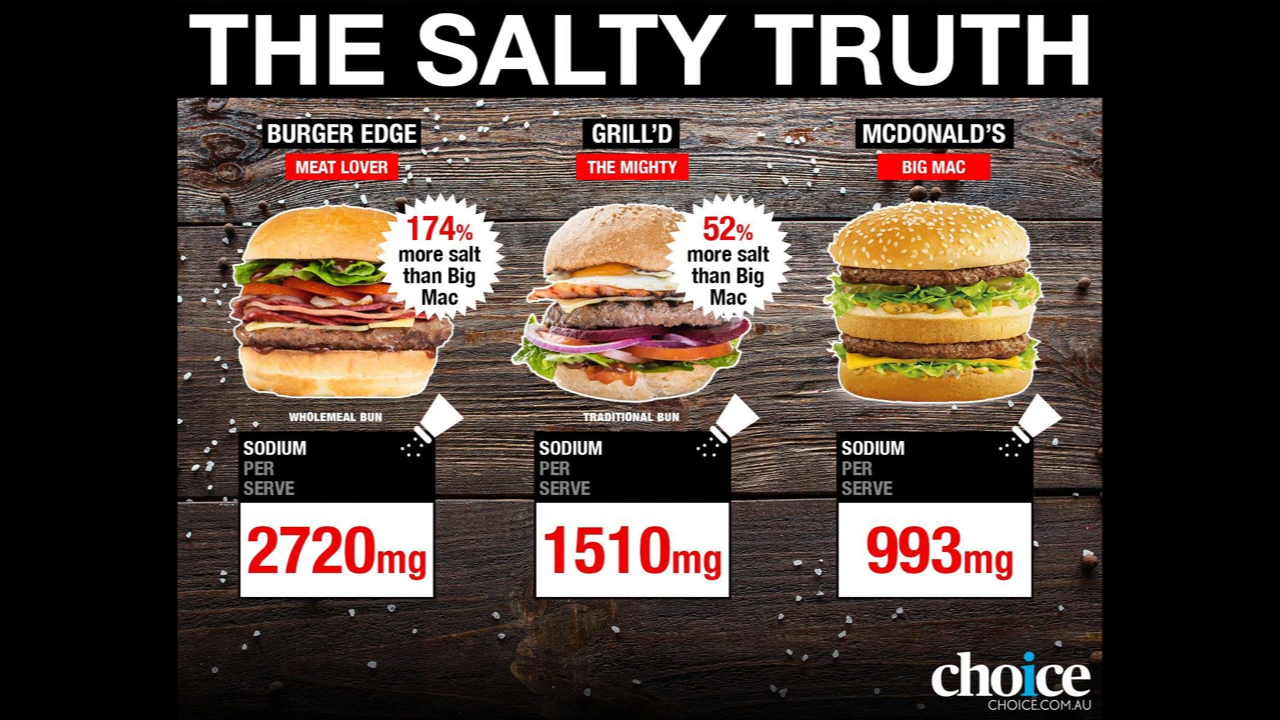 THE SALTY TRUTH
BURGER EDGE
MEAT LOVER
174%
more salt
than Big
Mac
WHOLEMEAL BUN
SODIUM
PER
SERVE
2720mg
GRILL'D
THE MIGHTY
52%
more salt
than Big
Mac
TRADITIONAL BUN
SODIUM
PER
SERVE
1510mg
MCDONALD'S
BIG MAC
SODIUM
PER
SERVE
993mg
choice
CHOICE.COM.AU